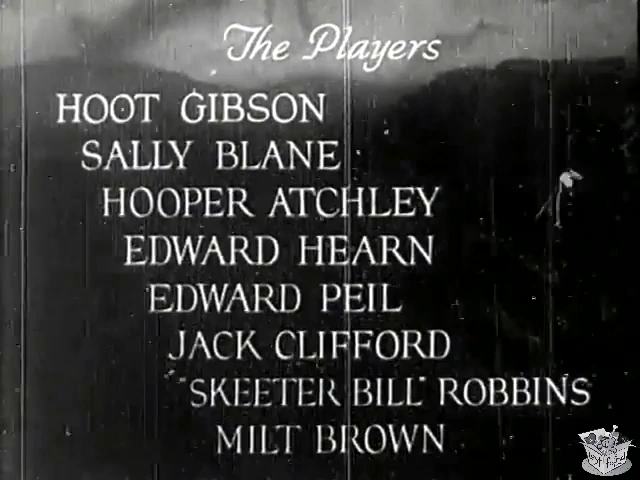 The Players
HOOT GIBSON
SALLY BLANE
HOOPER ATCHLEY
EDWARD HEARN
EDWARD PEIL
JACK CLIFFORD
"SKEETER BILL" ROBBINS
MILT BROWN